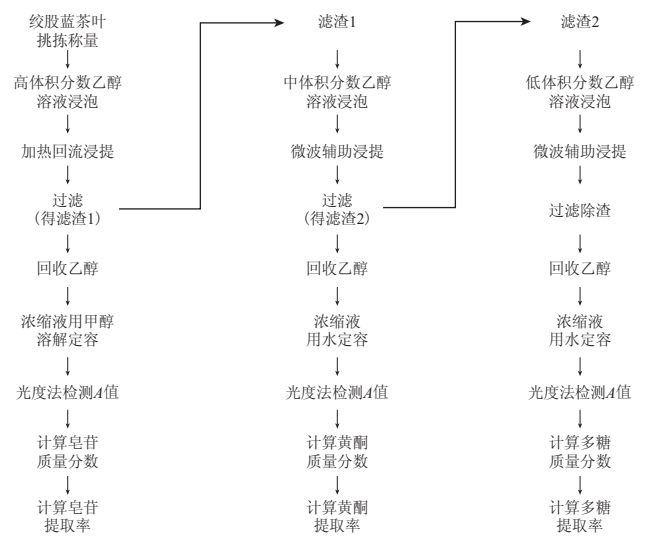 绞股蓝茶叶
挑拣称量
高体积分数乙醇
溶液浸泡
加热回流浸提
过滤
（得滤渣1）
回收乙醇
浓缩液用甲醇
溶解定容
光度法检测A值
计算皂苷
质量分数
计算皂苷
提取率
滤渣1
中体积分数乙醇
溶液浸泡
微波辅助浸提
过滤
（得滤渣2）
回收乙醇
浓缩液
用水定容
光度法检测A值
计算黄酮
质量分数
计算黄酮
提取率
滤渣2
低体积分数乙醇
溶液浸泡
微波辅助浸提
过滤除渣
回收乙醇
浓缩液
用水定容
光度法检测A值
计算多糖
质量分数
计算多糖
提取率